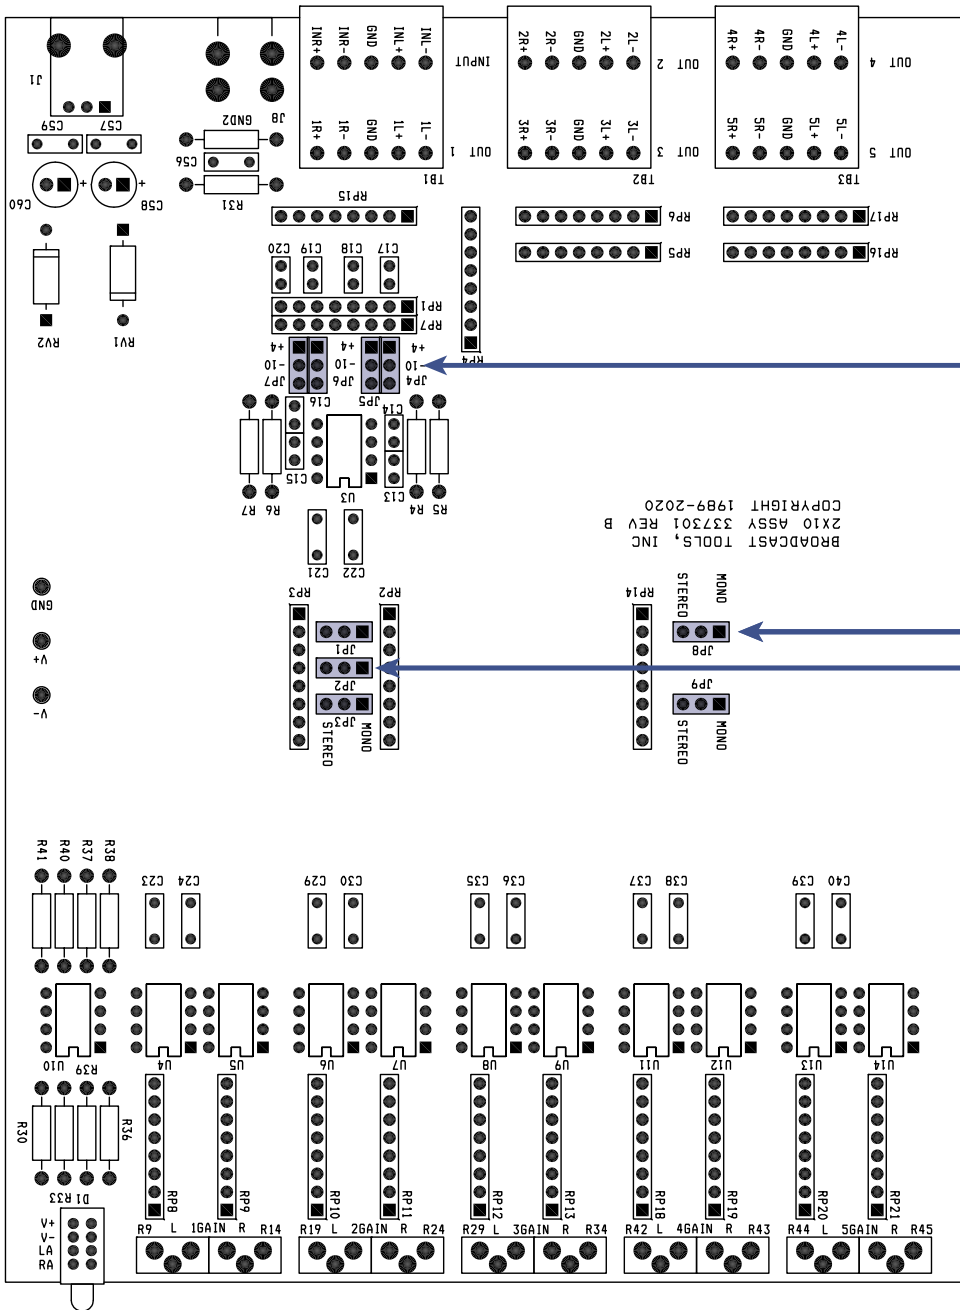 INR+ INR- GND INL+ INL-
INPUT
2R+ 2R- GND 2L+ 2L-
OUT 2
4R+ 4R- GND 4L+ 4L-
OUT 4
J1
J8
C59 C57
GND2
1R+ 1R- GND 1L+ 1L-
OUT 1
3R+ 3R- GND 3L+ 3L-
OUT 3
5R+ 5R- GND 5L+ 5L-
OUT 5
C56
TB1
TB2
TB3
C60 + C58 +
R31
RP15
RP6
RP17
C20 C19 C18 C17
RP5
RP16
RP1
RP7
RV2 RV1
RP4
+4 +4 +4
-10 -10 -10
JP7 JP6 JP4
C16 JP5 C14
C15 U3 C13
R7 R6 R4 R5
BROADCAST TOOLS, INC
2X10 ASSY 337301 REV B
COPYRIGHT 1989-2020
C21 C22
GND
V+
V-
RP3 RP2
JP1
JP2
JP3
STEREO MONO
RP14
STEREO MONO
JP8
JP9
STEREO MONO
R41 R40 R37 R38
C23 C24
C29 C30
C35 C36
C37 C38
C39 C40
U10 U4 U5 U6 U7 U8 U9 U11 U12 U13 U14
R39
R30 R36
R33 D1
RP8 RP9 RP10 RP11 RP12 RP13 RP18 RP19 RP20 RP21
V+
V-
LA
RA
R9 L 1GAIN R R14
R19 L 2GAIN R R24
R29 L 3GAIN R R34
R42 L 4GAIN R R43
R44 L 5GAIN R R45